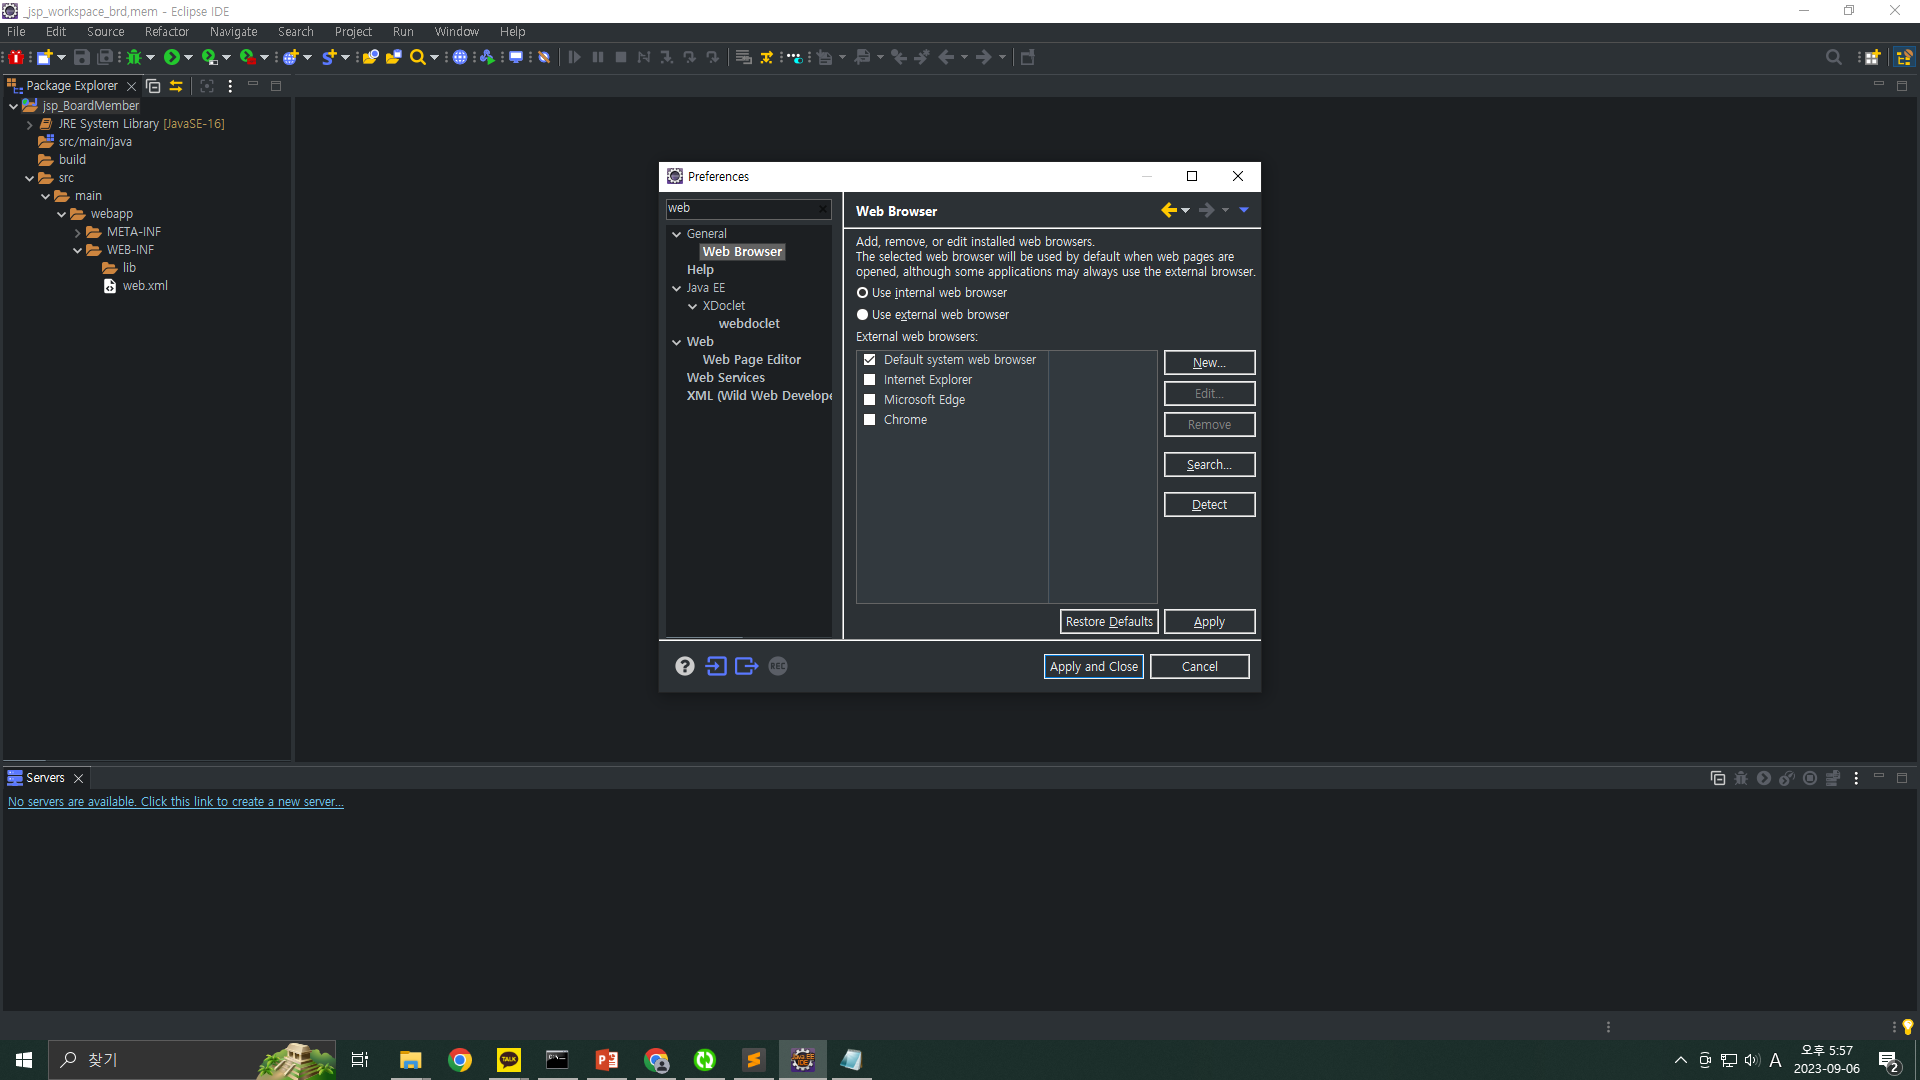 _jsp_workspace_brd,mem - Eclipse IDE
File Edit Source Refactor Navigate Search Project Run Window Help
Package Explorer
jsp_BoardMember
JRE System Library [JavaSE-16]
src/main/java
build
src
main
webapp
META-INF
WEB-INF
lib
web.xml
Preferences
web
General
Web Browser
Help
Java EE
XDoclet
webdoclet
Web
Web Page Editor
Web Services
XML (Wild Web Develope
Web Browser
Add, remove, or edit installed web browsers.
The selected web browser will be used by default when web pages are
opened, although some applications may always use the external browser.
Use internal web browser
Use external web browser
External web browsers:
Default system web browser
Internet Explorer
Microsoft Edge
Chrome
New...
Edit...
Remove
Search...
Detect
Restore Defaults
Apply
REC
Apply and Close
Cancel
Servers
No servers are available. Click this link to create a new server...
찾기
TALK
A
오후 5:57
2023-09-06
2